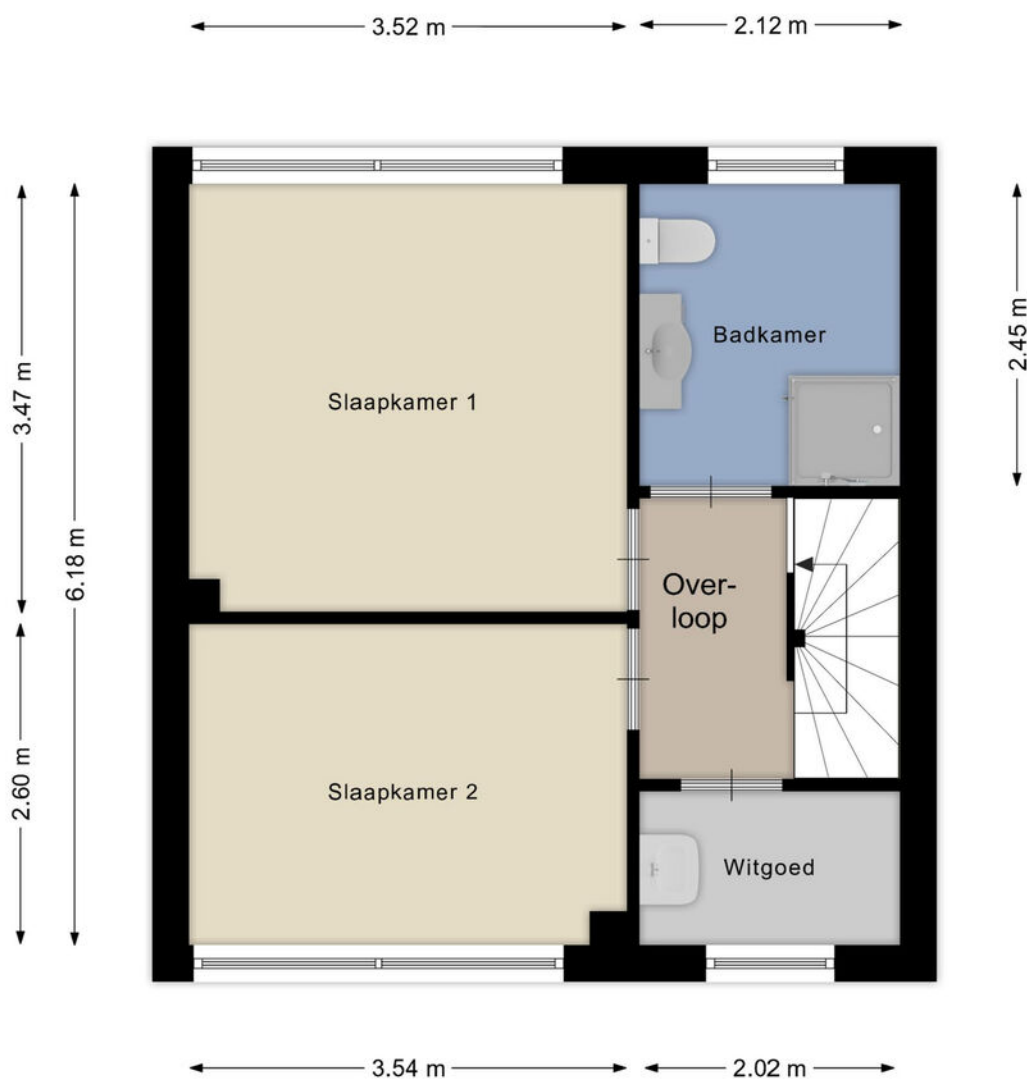 3.52 m
2.12 m
3.47 m
6.18 m
2.60 m
2.45 m
Slaapkamer 1
Badkamer
Over-
loop
Slaapkamer 2
Witgoed
3.54 m
2.02 m